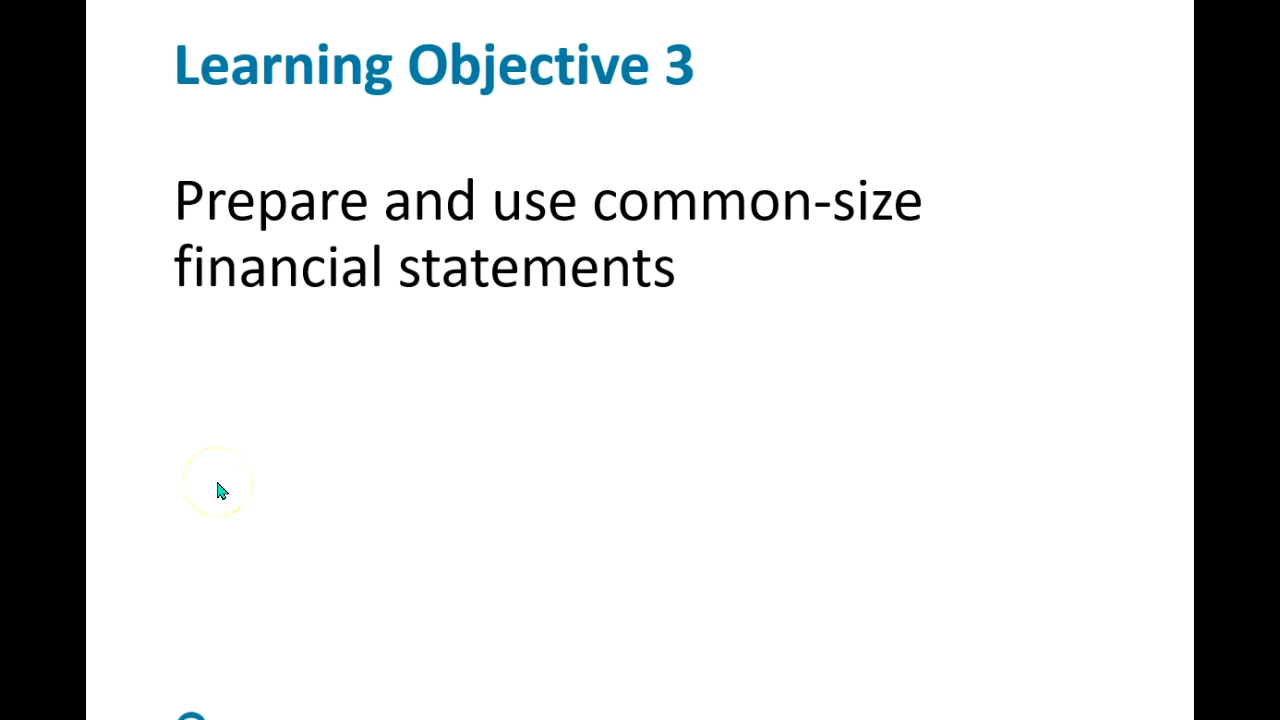 Learning Objective 3
Prepare and use common-size
financial statements